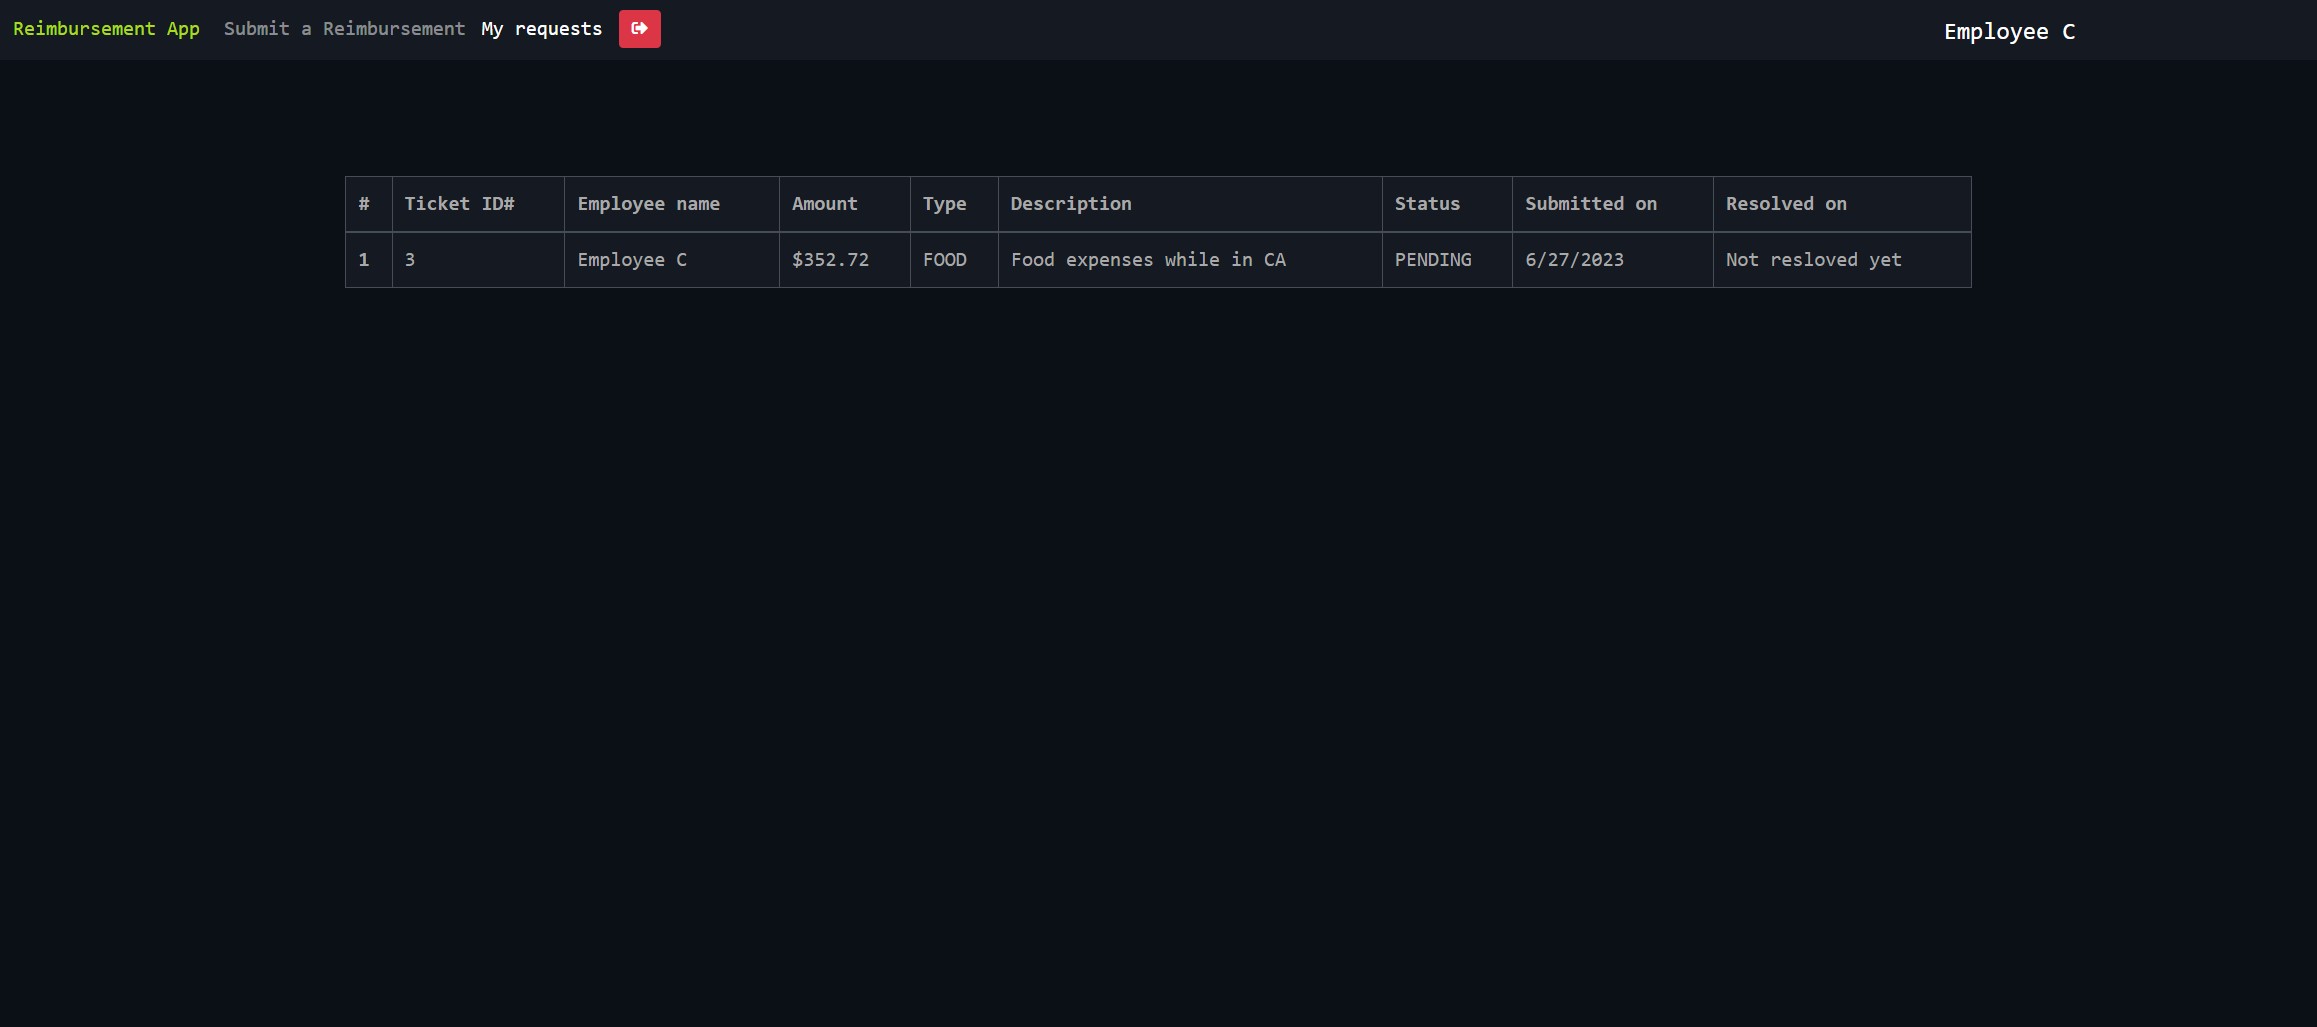 Reimbursement App Submit a Reimbursement My requests Employee C
# Ticket ID# Employee name Amount Type Description Status Submitted on Resolved on
1 3 Employee C $352.72 FOOD Food expenses while in CA PENDING 6/27/2023 Not resloved yet